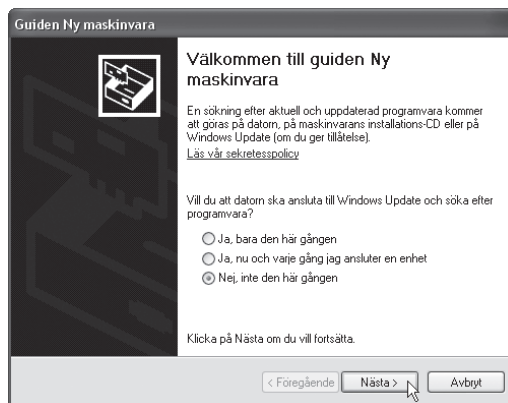 Guiden Ny maskinvara
Välkommen till guiden Ny
maskinvara
En sökning efter aktuell och uppdaterad programvara kommer
att göras på datorn, på maskinvarans installations-CD eller på
Windows Update (om du ger tillåtelse).
Läs vår sekretesspolicy
Vill du att datorn ska ansluta till Windows Update och söka efter
programvara?
Ja, bara den här gången
Ja, nu och varje gång jag ansluter en enhet
Nej, inte den här gången
Klicka på Nästa om du vill fortsätta.
< Föregående Nästa > Avbryt